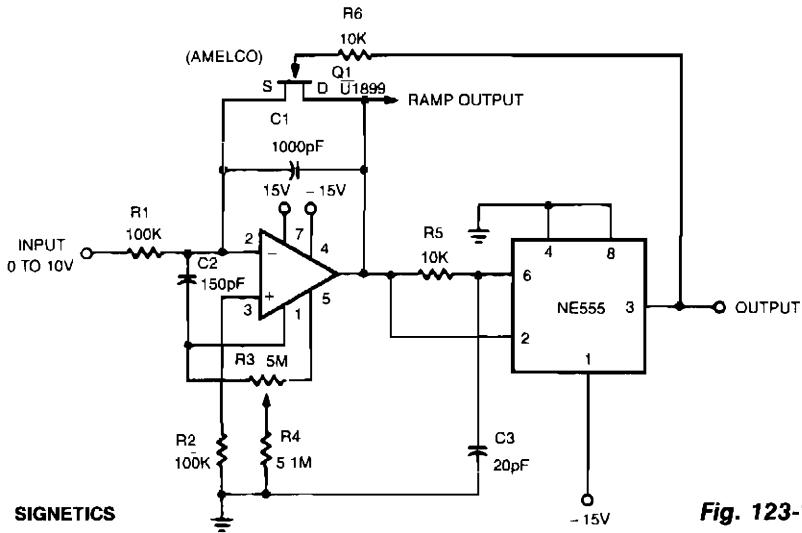 R6
10K
(AMELCO)
Q1
S D U1899
RAMP OUTPUT
C1
1000pF
15V – 15V
R1
100K
R5
10K
INPUT
0 TO 10V
2 – 7 4
C2
150pF
+
3 1 5
4 8
6
NE555 3
OUTPUT
2
1
R3 5M
R2
100K
R4
5 1M
C3
20pF
– 15V
SIGNETICS
Fig. 123-